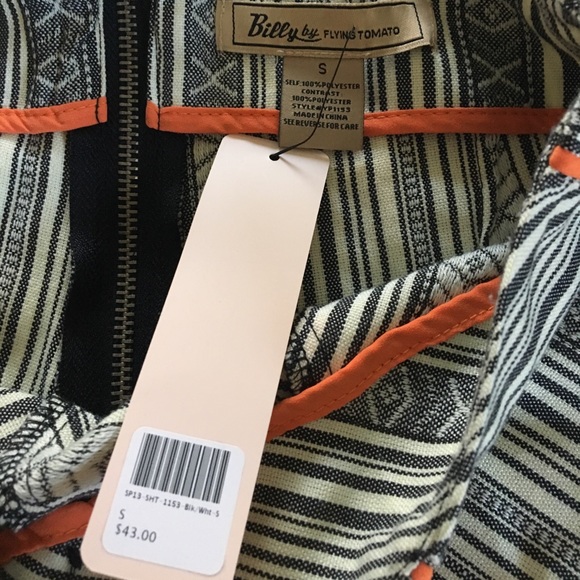 Billy by FLYING TOMATO
S
SELF:100%POLYESTER
CONTRAST
:100%POLYESTER
STYLE#YP1153
MADE IN CHINA
SEE REVERSE FOR CARE
SP13-SHT-1153-Blk/Wht-S
S
$43.00